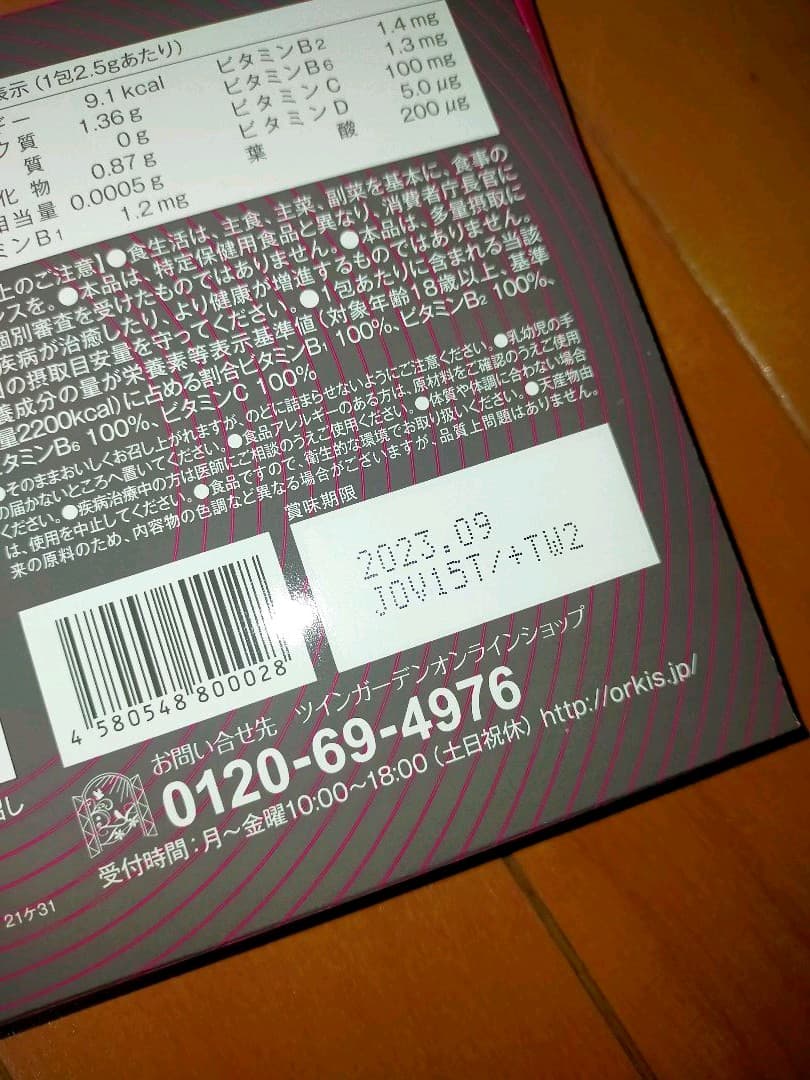 表示 (1包2.5gあたり)
ギー 9.1 kcal
ク質 1.36 g
質 0 g
化物 0.87 g
相当量 0.0005 g
ミンB1 1.2 mg
ビタミンB2 1.4 mg
ビタミンB6 1.3 mg
ビタミンC 100 mg
ビタミンD 5.0 μg
葉酸 200 μg
上のご注意】●食生活は、主食、主菜、副菜を基本に、食事の
ンスを。●本品は、特定保健用食品と異なり、消費者庁長官に
個別審査を受けたものではありません。●本品は、多量摂取に
疾病が治癒したり、より健康が増進するものではありません。
の摂取目安量を守ってください。●1包あたりに含まれる当該
養成分の量が栄養素等表示基準値(対象年齢18歳以上、基準
量2200kcal)に占める割合ビタミンB1 100%、ビタミンB2 100%、
タミンB6 100%、ビタミンC 100%
●そのままおいしくお召し上がれますが、のどに詰まらせないようにご注意ください。●乳幼児の手
の届かないところへ置いてください。●食品アレルギーのある方は、原材料をご確認のうえご使用
ください。●疾病治療中の方は医師にご相談のうえご使用ください。●体質や体調に合わない場合
は、使用を中止してください。●食品ですので、衛生的な環境でお取り扱いください。●天産物由
来の原料のため、内容物の色調など異なる場合がございますが、品質上問題はありません。
賞味期限
2023.09
JOW15T/+TW2
4 580548 800028
お問い合せ先 ツインガーデンオンラインショップ
0120-69-4976
受付時間:月〜金曜10:00〜18:00(土日祝休) http://orkis.jp/
召し
21ケ31